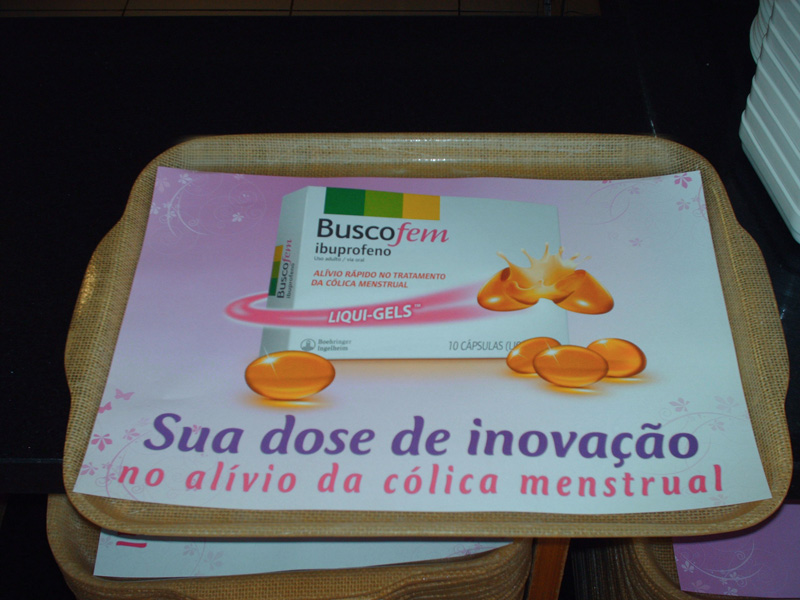 Buscofem
ibuprofeno
Uso adulto / via oral
ALÍVIO RÁPIDO NO TRATAMENTO
DA CÓLICA MENSTRUAL
Buscofem
ibuprofeno
LIQUI-GELS™
Boehringer
Ingelheim
10 CÁPSULAS
Sua dose de inovação
no alívio da cólica menstrual